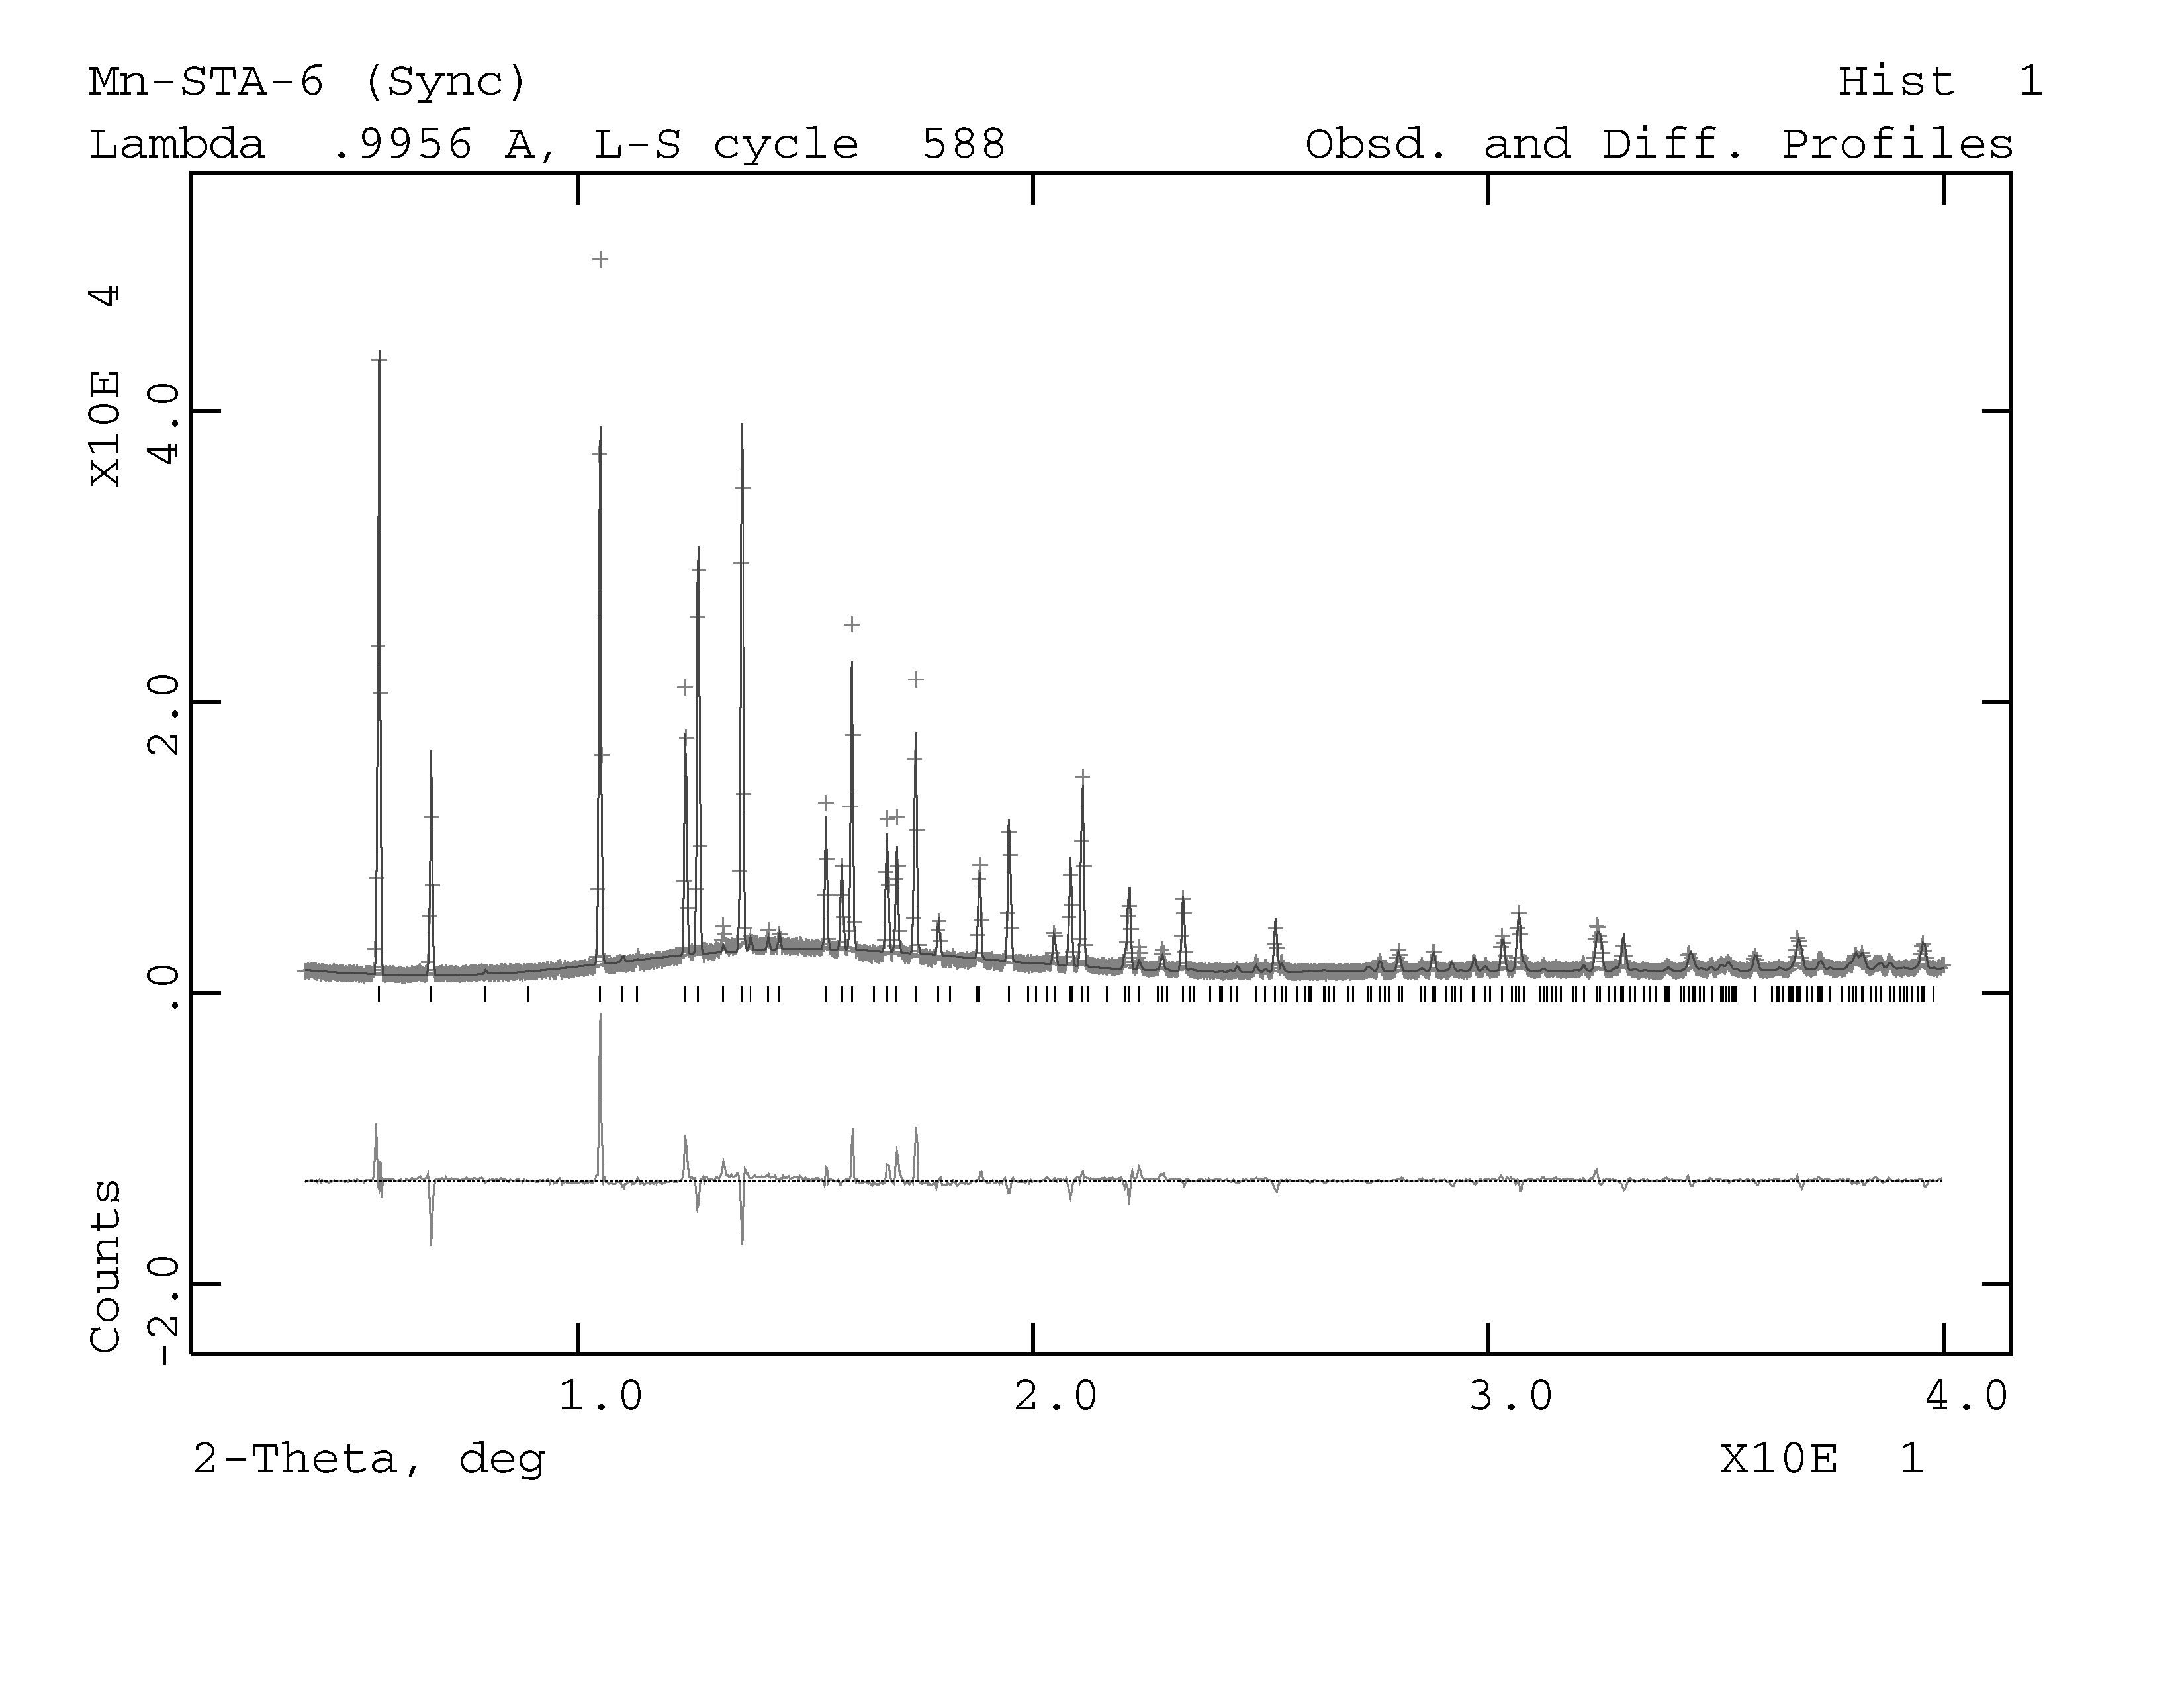 Mn-STA-6 (Sync) Hist 1
Lambda .9956 A, L-S cycle 588 Obsd. and Diff. Profiles
X10E 4
Counts
4.0
2.0
.0
-2.0
1.0 2.0 3.0 4.0
2-Theta, deg X10E 1